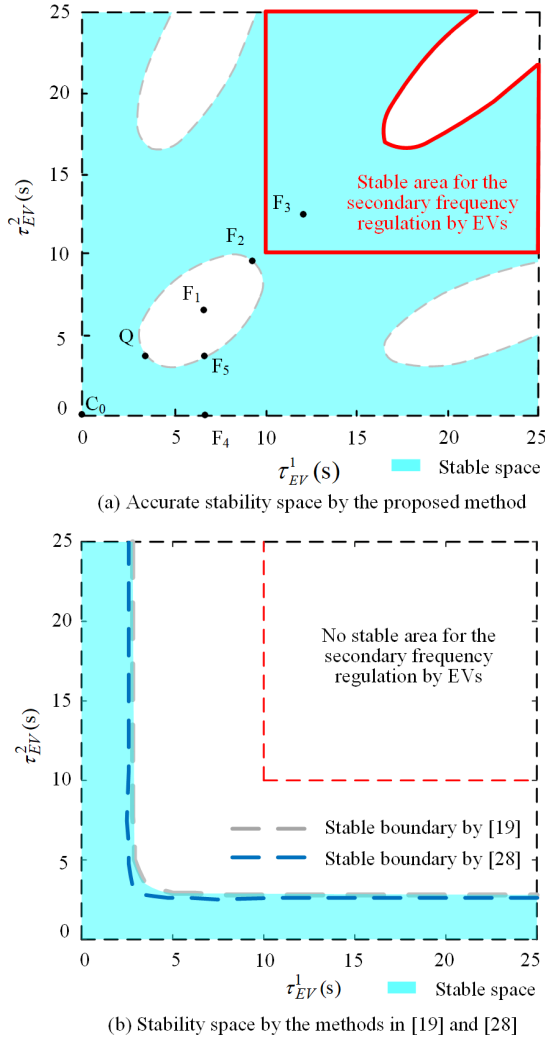 25
20
15
10
5
0
τ²_EV (s)
F₃
Stable area for the
secondary frequency
regulation by EVs
F₂
F₁
Q
F₅
C₀
F₄
0
5
10
15
20
25
τ¹_EV (s)
Stable space
(a) Accurate stability space by the proposed method
25
20
15
10
5
0
τ²_EV (s)
No stable area for the
secondary frequency
regulation by EVs
Stable boundary by [19]
Stable boundary by [28]
0
5
10
15
20
25
τ¹_EV (s)
Stable space
(b) Stability space by the methods in [19] and [28]